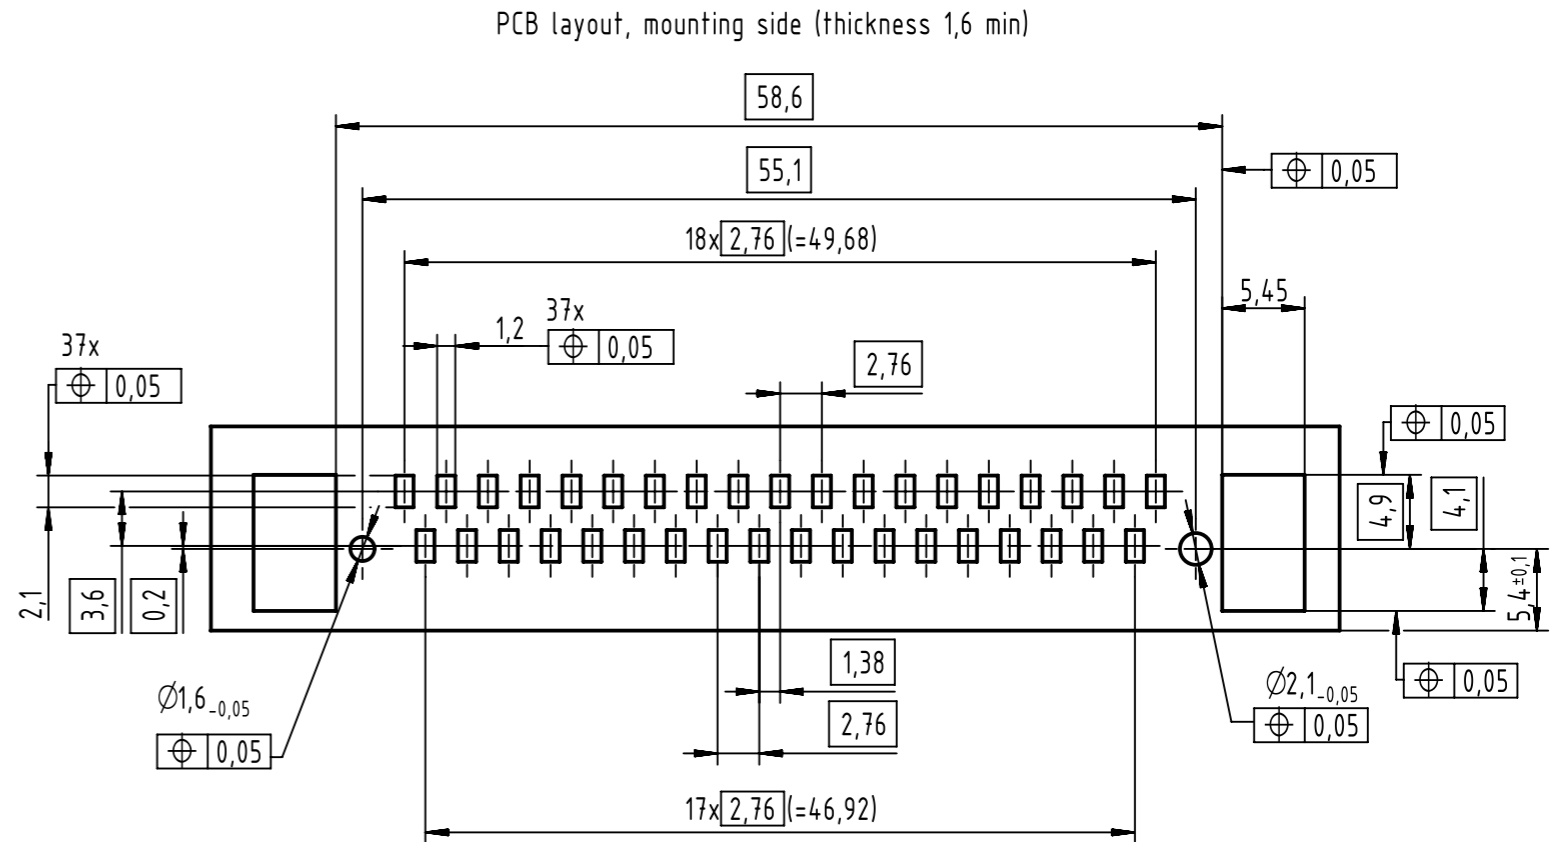 PCB layout, mounting side (thickness 1,6 min)
58,6
55,1
⌖ 0,05
18x 2,76 (=49,68)
5,45
37x
1,2
⌖ 0,05
37x
⌖ 0,05
2,76
⌖ 0,05
4,9
4,1
5,4±0,1
2,1
3,6
0,2
1,38
⌖ 0,05
Ø1,6 -0,05
⌖ 0,05
2,76
Ø2,1 -0,05
⌖ 0,05
17x 2,76 (=46,92)